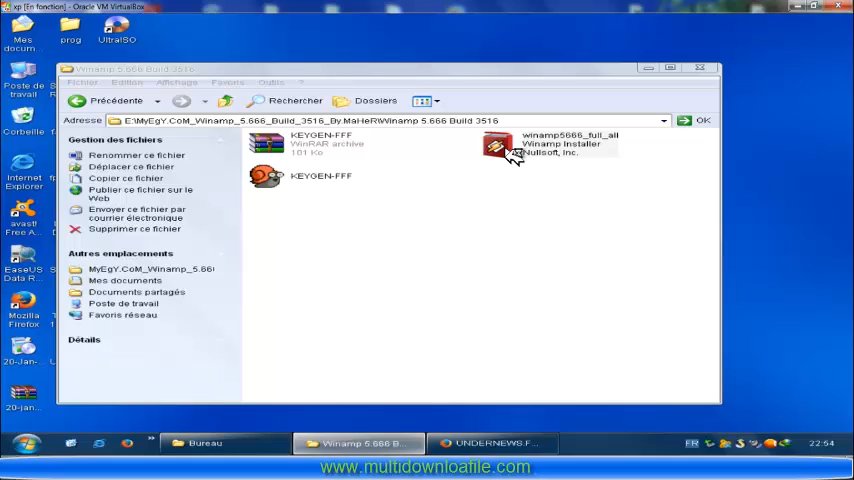 xp [En fonction] - Oracle VM VirtualBox
Mes docum...
prog
UltraISO
Poste de travail
Corbeille
Internet Explorer
avast! Free A...
EaseUS Data R...
Mozilla Firefox
20-Jan-...
20-jan...
Winamp 5.666 Build 3516
Fichier
Edition
Affichage
Favoris
Outils
?
Précédente
Rechercher
Dossiers
Adresse
E:\MyEgY.CoM_Winamp_5.666_Build_3516_By.MaHeR\Winamp 5.666 Build 3516
OK
Gestion des fichiers
Renommer ce fichier
Déplacer ce fichier
Copier ce fichier
Publier ce fichier sur le
Web
Envoyer ce fichier par
courrier électronique
Supprimer ce fichier
Autres emplacements
MyEgY.CoM_Winamp_5.66
Mes documents
Documents partagés
Poste de travail
Favoris réseau
Détails
KEYGEN-FFF
WinRAR archive
101 Ko
winamp5666_full_all
Winamp Installer
Nullsoft, Inc.
KEYGEN-FFF
Bureau
Winamp 5.666 B...
UNDERNEWS.F...
FR
22:54
www.multidownloafile.com